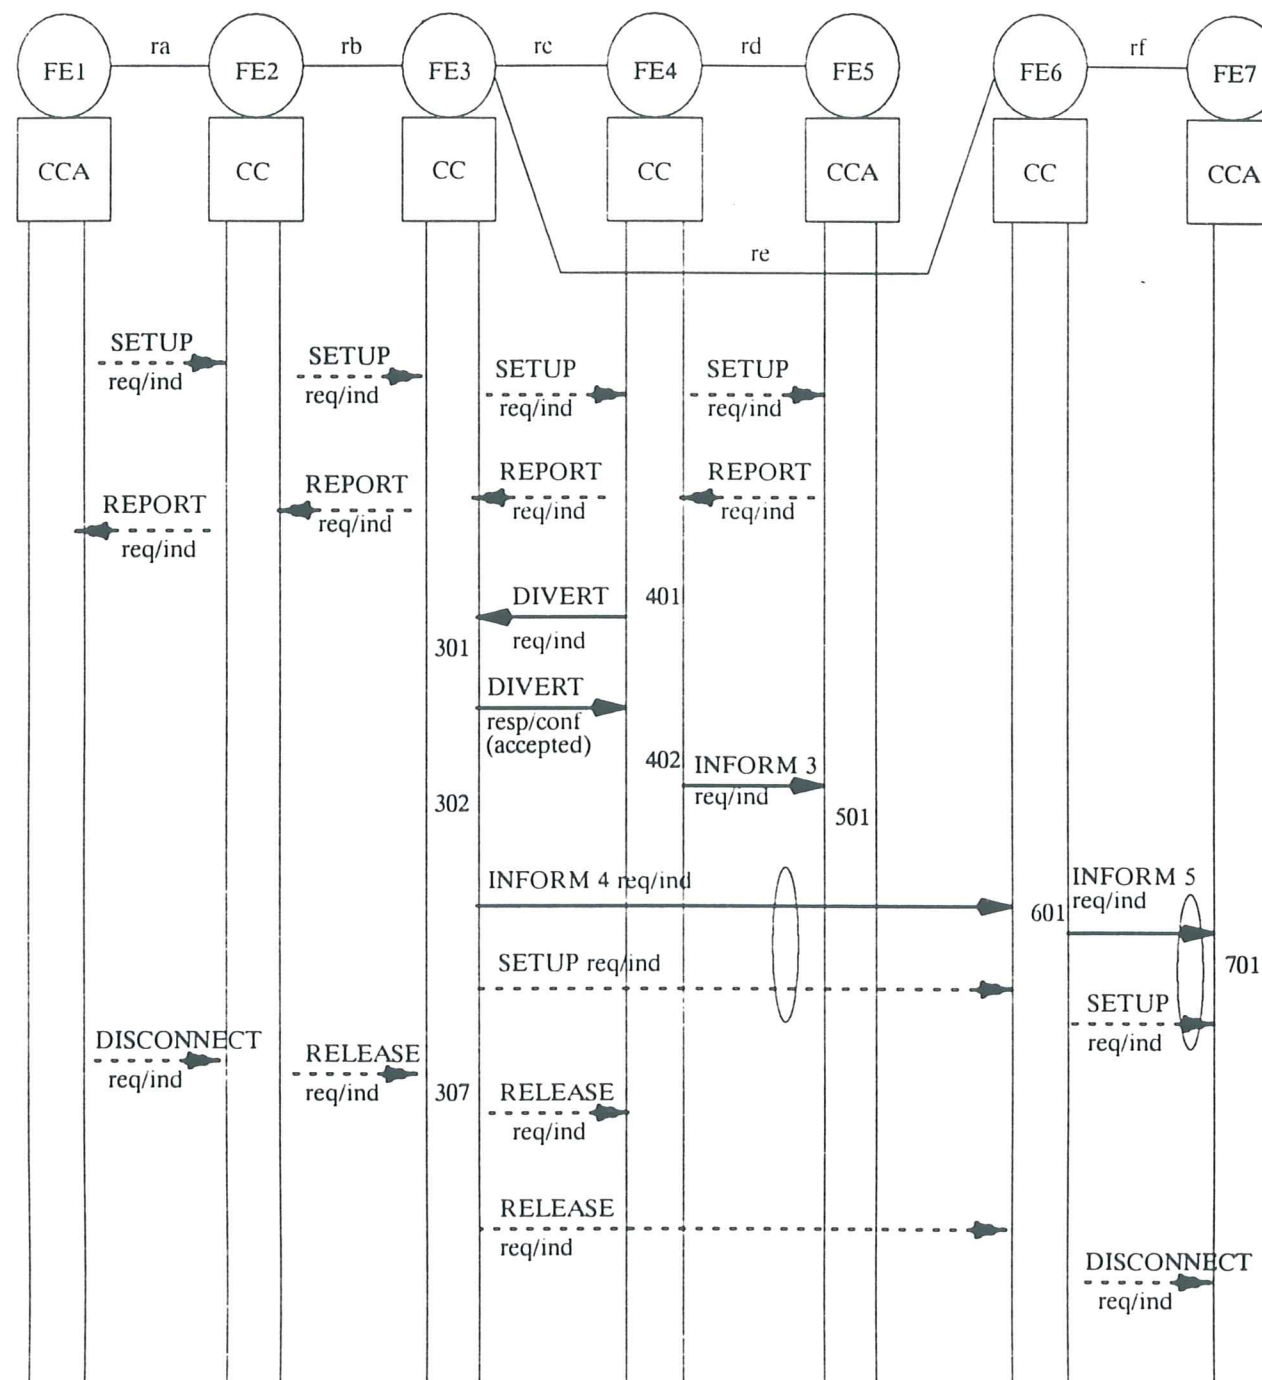 ra rb rc rd rf
FE1 FE2 FE3 FE4 FE5 FE6 FE7
CCA CC CC CC CCA CC CCA
re
SETUP
req/ind
SETUP
req/ind
SETUP
req/ind
SETUP
req/ind
REPORT
req/ind
REPORT
req/ind
REPORT
req/ind
REPORT
req/ind
DIVERT
req/ind
401
301
DIVERT
resp/conf
(accepted)
402
INFORM 3
req/ind
302
501
INFORM 4 req/ind
601
INFORM 5
req/ind
SETUP req/ind
701
SETUP
req/ind
DISCONNECT
req/ind
RELEASE
req/ind
307
RELEASE
req/ind
RELEASE
req/ind
DISCONNECT
req/ind